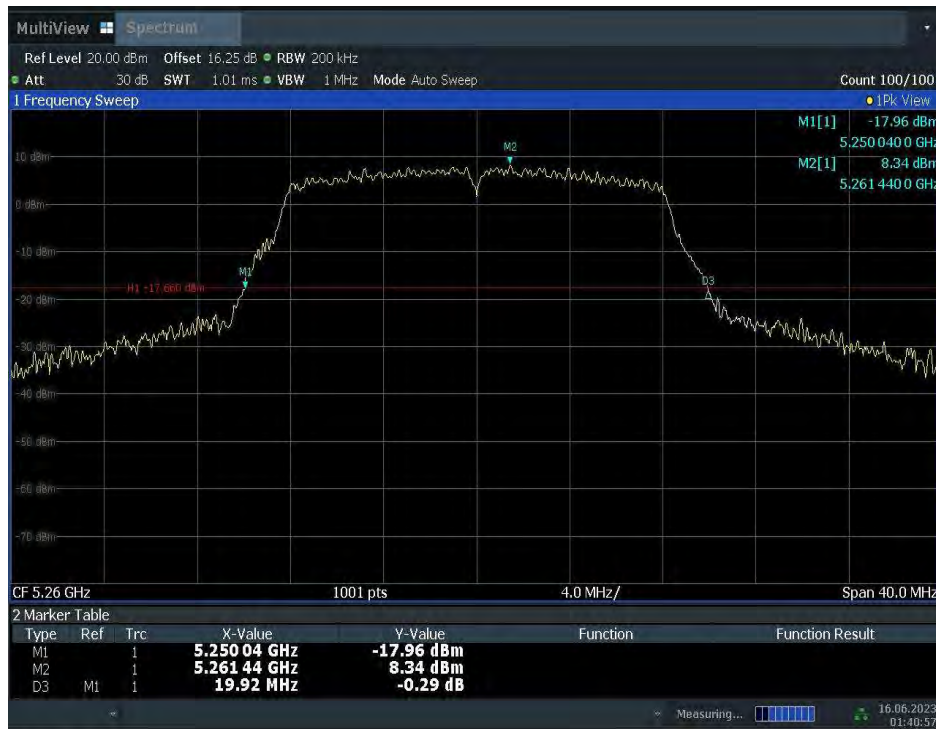 MultiView Spectrum
Ref Level 20.00 dBm Offset 16.25 dB RBW 200 kHz
Att 30 dB SWT 1.01 ms VBW 1 MHz Mode Auto Sweep Count 100/100
1 Frequency Sweep 1Pk View
M1[1] -17.96 dBm
5.250 040 0 GHz
M2[1] 8.34 dBm
5.261 440 0 GHz
M2
10 dBm
0 dBm
-10 dBm
M1
D3
H1 -17.660 dBm
-20 dBm
-30 dBm
-40 dBm
-50 dBm
-60 dBm
-70 dBm
CF 5.26 GHz 1001 pts 4.0 MHz/ Span 40.0 MHz
2 Marker Table
Type Ref Trc X-Value Y-Value Function Function Result
M1 1 5.250 04 GHz -17.96 dBm
M2 1 5.261 44 GHz 8.34 dBm
D3 M1 1 19.92 MHz -0.29 dB
Measuring... 16.06.2023
01:40:57